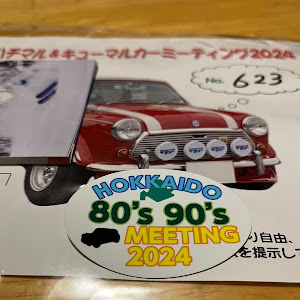 ハチマル&キューマルカーミーティング2024
No. 623
HOKKAIDO
80's 90's
MEETING
2024
り自由、
を提示して